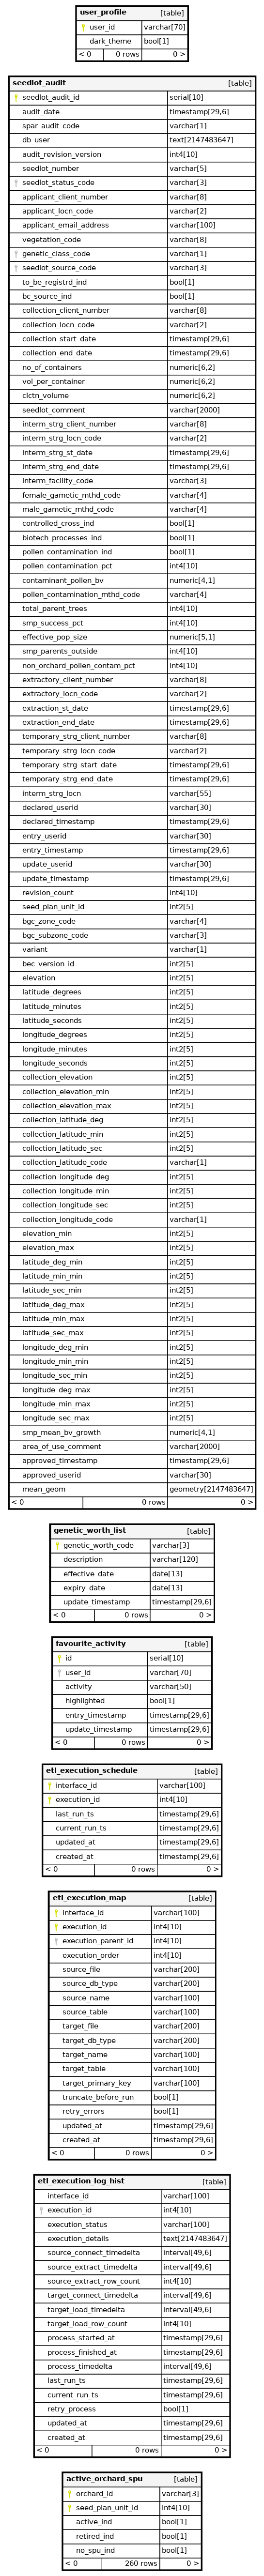 user_profile [table]
user_id varchar[70]
dark_theme bool[1]
< 0 0 rows 0 >
seedlot_audit [table]
seedlot_audit_id serial[10]
audit_date timestamp[29,6]
spar_audit_code varchar[1]
db_user text[2147483647]
audit_revision_version int4[10]
seedlot_number varchar[5]
seedlot_status_code varchar[3]
applicant_client_number varchar[8]
applicant_locn_code varchar[2]
applicant_email_address varchar[100]
vegetation_code varchar[8]
genetic_class_code varchar[1]
seedlot_source_code varchar[3]
to_be_registrd_ind bool[1]
bc_source_ind bool[1]
collection_client_number varchar[8]
collection_locn_code varchar[2]
collection_start_date timestamp[29,6]
collection_end_date timestamp[29,6]
no_of_containers numeric[6,2]
vol_per_container numeric[6,2]
clctn_volume numeric[6,2]
seedlot_comment varchar[2000]
interm_strg_client_number varchar[8]
interm_strg_locn_code varchar[2]
interm_strg_st_date timestamp[29,6]
interm_strg_end_date timestamp[29,6]
interm_facility_code varchar[3]
female_gametic_mthd_code varchar[4]
male_gametic_mthd_code varchar[4]
controlled_cross_ind bool[1]
biotech_processes_ind bool[1]
pollen_contamination_ind bool[1]
pollen_contamination_pct int4[10]
contaminant_pollen_bv numeric[4,1]
pollen_contamination_mthd_code varchar[4]
total_parent_trees int4[10]
smp_success_pct int4[10]
effective_pop_size numeric[5,1]
smp_parents_outside int4[10]
non_orchard_pollen_contam_pct int4[10]
extractory_client_number varchar[8]
extractory_locn_code varchar[2]
extraction_st_date timestamp[29,6]
extraction_end_date timestamp[29,6]
temporary_strg_client_number varchar[8]
temporary_strg_locn_code varchar[2]
temporary_strg_start_date timestamp[29,6]
temporary_strg_end_date timestamp[29,6]
interm_strg_locn varchar[55]
declared_userid varchar[30]
declared_timestamp timestamp[29,6]
entry_userid varchar[30]
entry_timestamp timestamp[29,6]
update_userid varchar[30]
update_timestamp timestamp[29,6]
revision_count int4[10]
seed_plan_unit_id int2[5]
bgc_zone_code varchar[4]
bgc_subzone_code varchar[3]
variant varchar[1]
bec_version_id int2[5]
elevation int2[5]
latitude_degrees int2[5]
latitude_minutes int2[5]
latitude_seconds int2[5]
longitude_degrees int2[5]
longitude_minutes int2[5]
longitude_seconds int2[5]
collection_elevation int2[5]
collection_elevation_min int2[5]
collection_elevation_max int2[5]
collection_latitude_deg int2[5]
collection_latitude_min int2[5]
collection_latitude_sec int2[5]
collection_latitude_code varchar[1]
collection_longitude_deg int2[5]
collection_longitude_min int2[5]
collection_longitude_sec int2[5]
collection_longitude_code varchar[1]
elevation_min int2[5]
elevation_max int2[5]
latitude_deg_min int2[5]
latitude_min_min int2[5]
latitude_sec_min int2[5]
latitude_deg_max int2[5]
latitude_min_max int2[5]
latitude_sec_max int2[5]
longitude_deg_min int2[5]
longitude_min_min int2[5]
longitude_sec_min int2[5]
longitude_deg_max int2[5]
longitude_min_max int2[5]
longitude_sec_max int2[5]
smp_mean_bv_growth numeric[4,1]
area_of_use_comment varchar[2000]
approved_timestamp timestamp[29,6]
approved_userid varchar[30]
mean_geom geometry[2147483647]
< 0 0 rows 0 >
genetic_worth_list [table]
genetic_worth_code varchar[3]
description varchar[120]
effective_date date[13]
expiry_date date[13]
update_timestamp timestamp[29,6]
< 0 0 rows 0 >
favourite_activity [table]
id serial[10]
user_id varchar[70]
activity varchar[50]
highlighted bool[1]
entry_timestamp timestamp[29,6]
update_timestamp timestamp[29,6]
< 0 0 rows 0 >
etl_execution_schedule [table]
interface_id varchar[100]
execution_id int4[10]
last_run_ts timestamp[29,6]
current_run_ts timestamp[29,6]
updated_at timestamp[29,6]
created_at timestamp[29,6]
< 0 0 rows 0 >
etl_execution_map [table]
interface_id varchar[100]
execution_id int4[10]
execution_parent_id int4[10]
execution_order int4[10]
source_file varchar[200]
source_db_type varchar[200]
source_name varchar[100]
source_table varchar[100]
target_file varchar[200]
target_db_type varchar[200]
target_name varchar[100]
target_table varchar[100]
target_primary_key varchar[100]
truncate_before_run bool[1]
retry_errors bool[1]
updated_at timestamp[29,6]
created_at timestamp[29,6]
< 0 0 rows 0 >
etl_execution_log_hist [table]
interface_id varchar[100]
execution_id int4[10]
execution_status varchar[100]
execution_details text[2147483647]
source_connect_timedelta interval[49,6]
source_extract_timedelta interval[49,6]
source_extract_row_count int4[10]
target_connect_timedelta interval[49,6]
target_load_timedelta interval[49,6]
target_load_row_count int4[10]
process_started_at timestamp[29,6]
process_finished_at timestamp[29,6]
process_timedelta interval[49,6]
last_run_ts timestamp[29,6]
current_run_ts timestamp[29,6]
retry_process bool[1]
updated_at timestamp[29,6]
created_at timestamp[29,6]
< 0 0 rows 0 >
active_orchard_spu [table]
orchard_id varchar[3]
seed_plan_unit_id int4[10]
active_ind bool[1]
retired_ind bool[1]
no_spu_ind bool[1]
< 0 260 rows 0 >